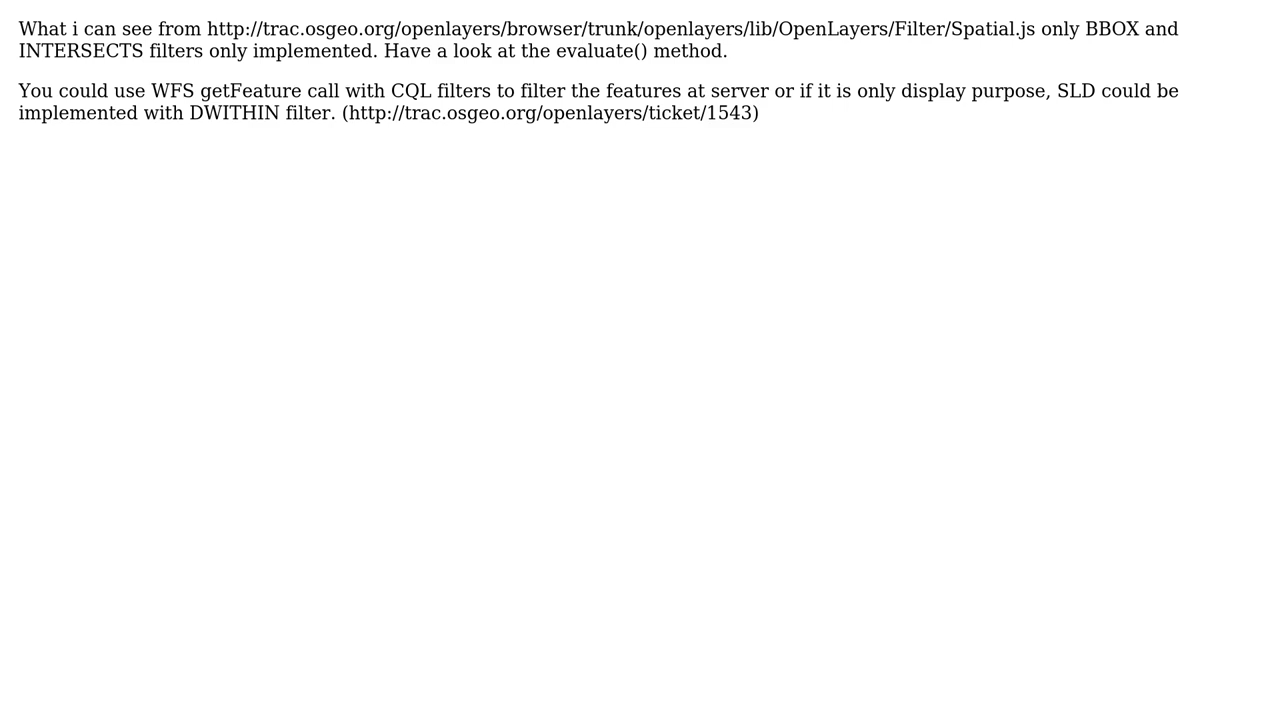 What i can see from http://trac.osgeo.org/openlayers/browser/trunk/openlayers/lib/OpenLayers/Filter/Spatial.js only BBOX and
INTERSECTS filters only implemented. Have a look at the evaluate() method.
You could use WFS getFeature call with CQL filters to filter the features at server or if it is only display purpose, SLD could be
implemented with DWITHIN filter. (http://trac.osgeo.org/openlayers/ticket/1543)